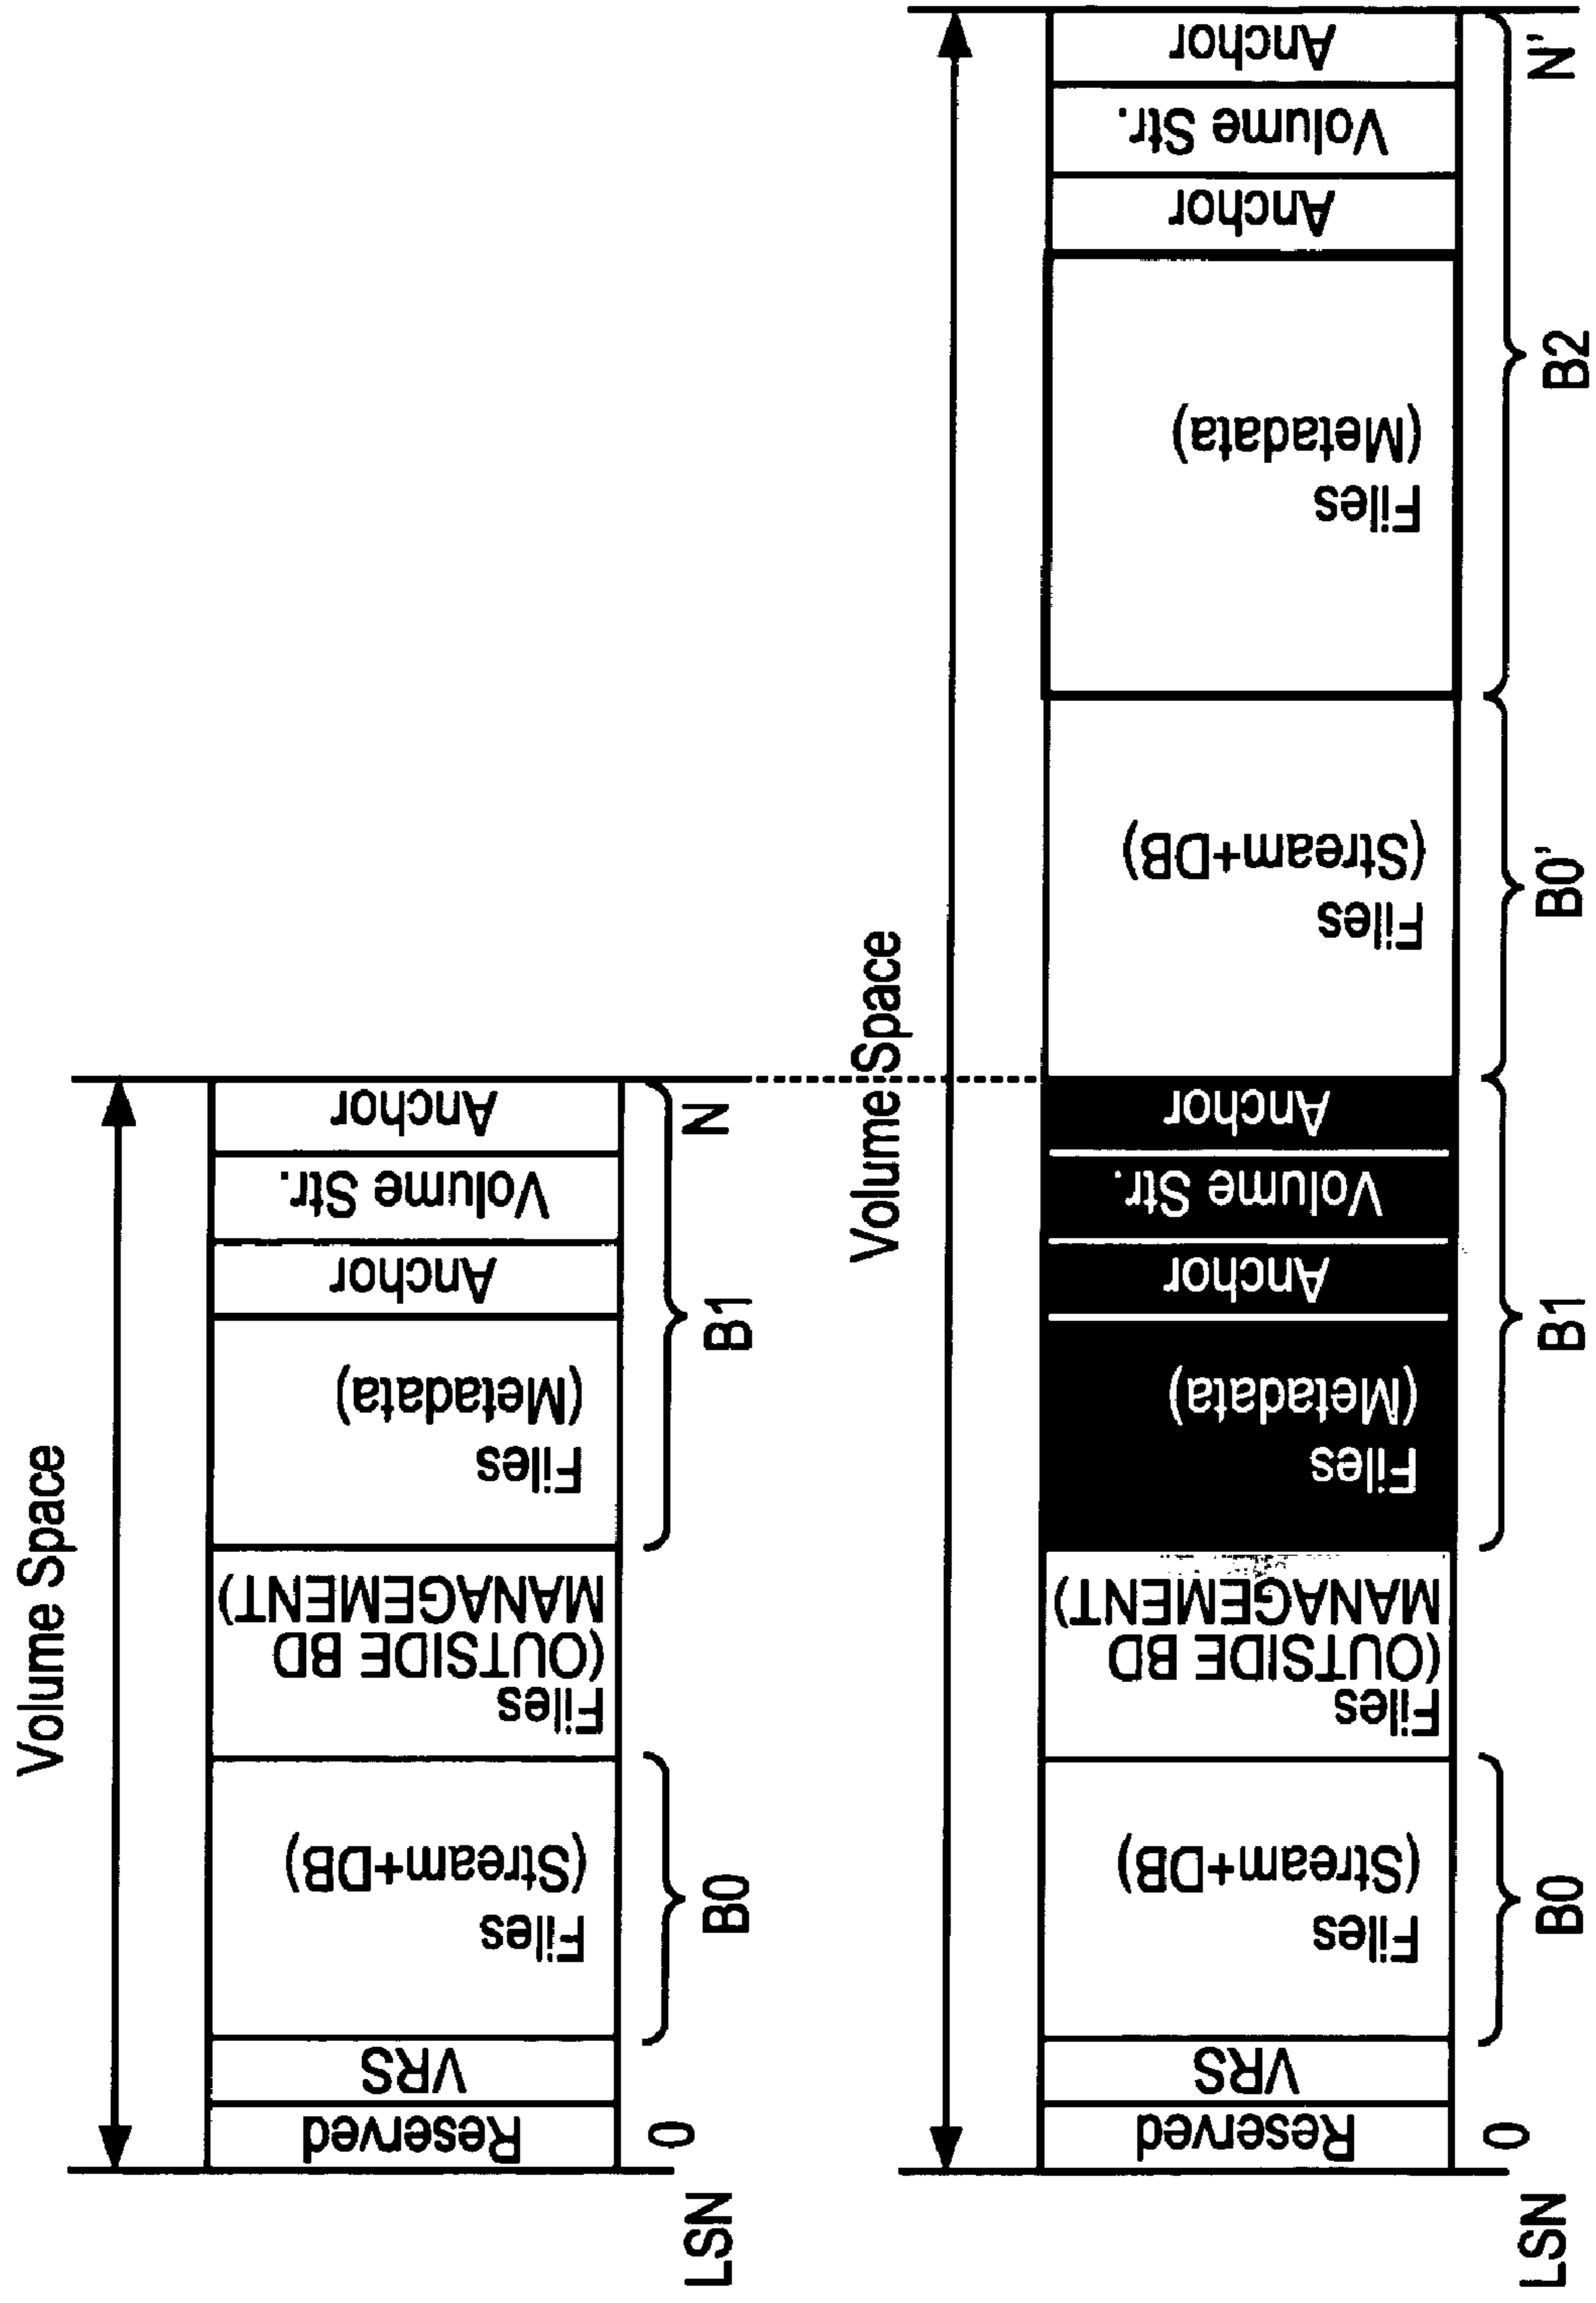 Volume Space
Reserved
VRS
Files
(Stream+DB)
Files
(OUTSIDE BD
MANAGEMENT)
Files
(Metadata)
Anchor
Volume Str.
Anchor
LSN
0
B0
B1
N
Volume Space
Reserved
VRS
Files
(Stream+DB)
Files
(OUTSIDE BD
MANAGEMENT)
Files
(Metadata)
Anchor
Volume Str.
Anchor
Files
(Stream+DB)
Files
(Metadata)
Anchor
Volume Str.
Anchor
LSN
0
B0
B1
B0'
B2
N'